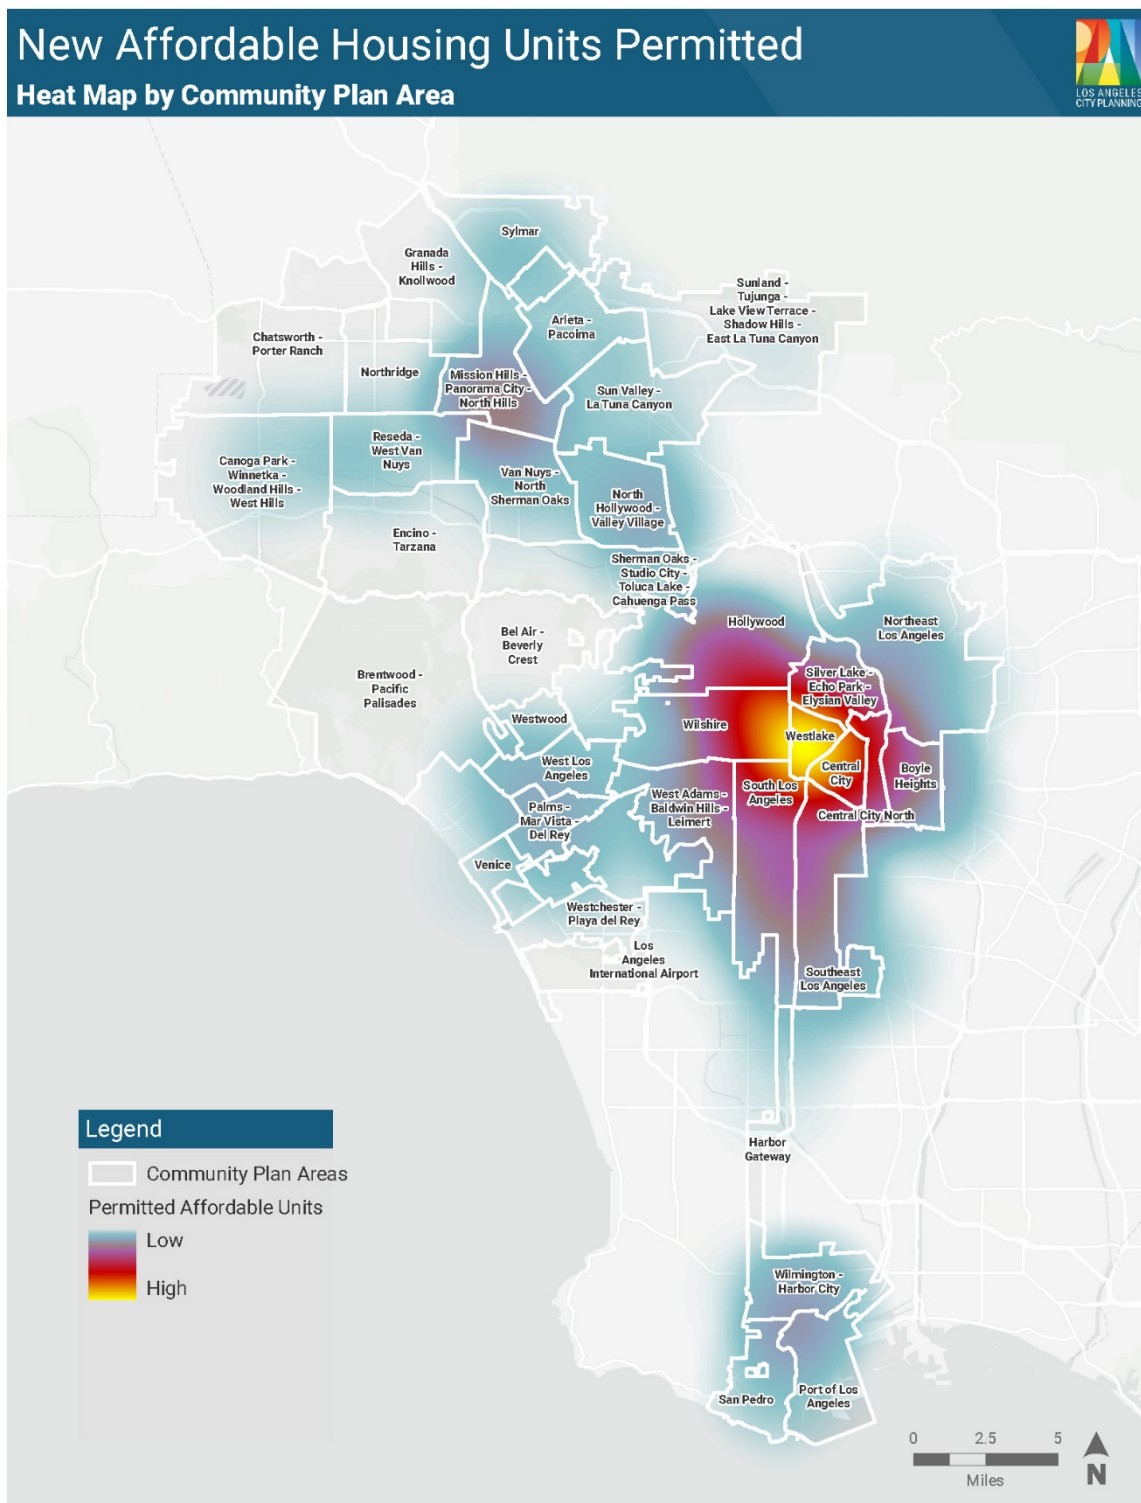 New Affordable Housing Units Permitted
Heat Map by Community Plan Area
LOS ANGELES
CITY PLANNING
Sylmar
Granada
Hills -
Knollwood
Sunland -
Tujunga -
Lake View Terrace -
Shadow Hills -
East La Tuna Canyon
Arleta -
Pacoima
Chatsworth -
Porter Ranch
Northridge
Mission Hills -
Panorama City -
North Hills
Sun Valley -
La Tuna Canyon
Reseda -
West Van
Nuys
Canoga Park -
Winnetka -
Woodland Hills -
West Hills
Van Nuys -
North
Sherman Oaks
North
Hollywood -
Valley Village
Encino -
Tarzana
Sherman Oaks -
Studio City -
Toluca Lake -
Cahuenga Pass
Hollywood
Northeast
Los Angeles
Bel Air -
Beverly
Crest
Brentwood -
Pacific
Palisades
Silver Lake -
Echo Park -
Elysian Valley
Westwood
Wilshire
Westlake
West Los
Angeles
Central
City
Boyle
Heights
South Los
Angeles
West Adams -
Baldwin Hills -
Leimert
Palms -
Mar Vista -
Del Rey
Central City North
Venice
Westchester -
Playa del Rey
Los
Angeles
International Airport
Southeast
Los Angeles
Harbor
Gateway
Wilmington -
Harbor City
San Pedro
Port of Los
Angeles
Legend
Community Plan Areas
Permitted Affordable Units
Low
High
0 2.5 5
Miles
N